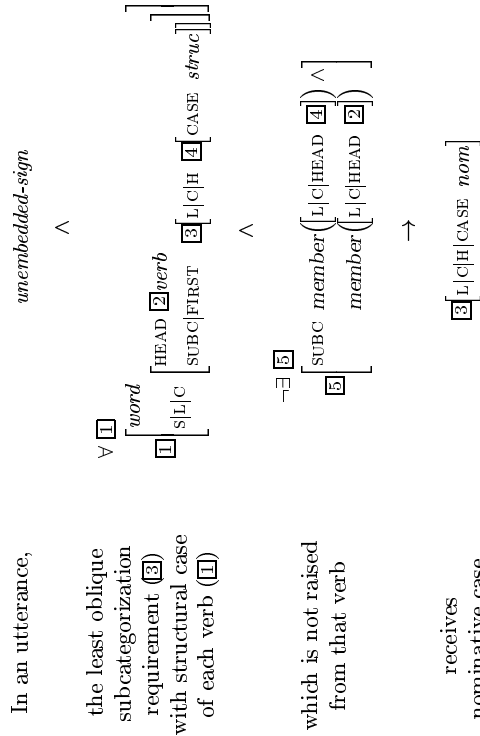 In an utterance,
unembedded-sign
∧
the least oblique
subcategorization
requirement (3)
with structural case
of each verb (1)
∀ 1
1 [word
S|L|C [HEAD 2 verb
SUBC|FIRST 3 [L|C|H 4 [CASE struc]]]]
∧
which is not raised
from that verb
¬∃ 5
5 [SUBC member([L|C|HEAD 4]) ∧
member([L|C|HEAD 2])]
↓
receives
nominative case
3 [L|C|H|CASE nom]